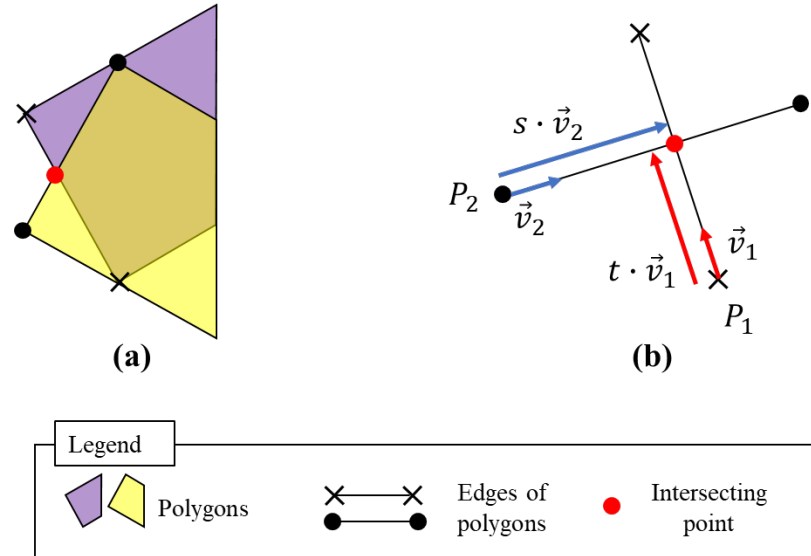 s · v⃗₂
P₂
v⃗₂
v⃗₁
t · v⃗₁
P₁
(a)
(b)
Legend
Polygons
Edges of
polygons
Intersecting
point